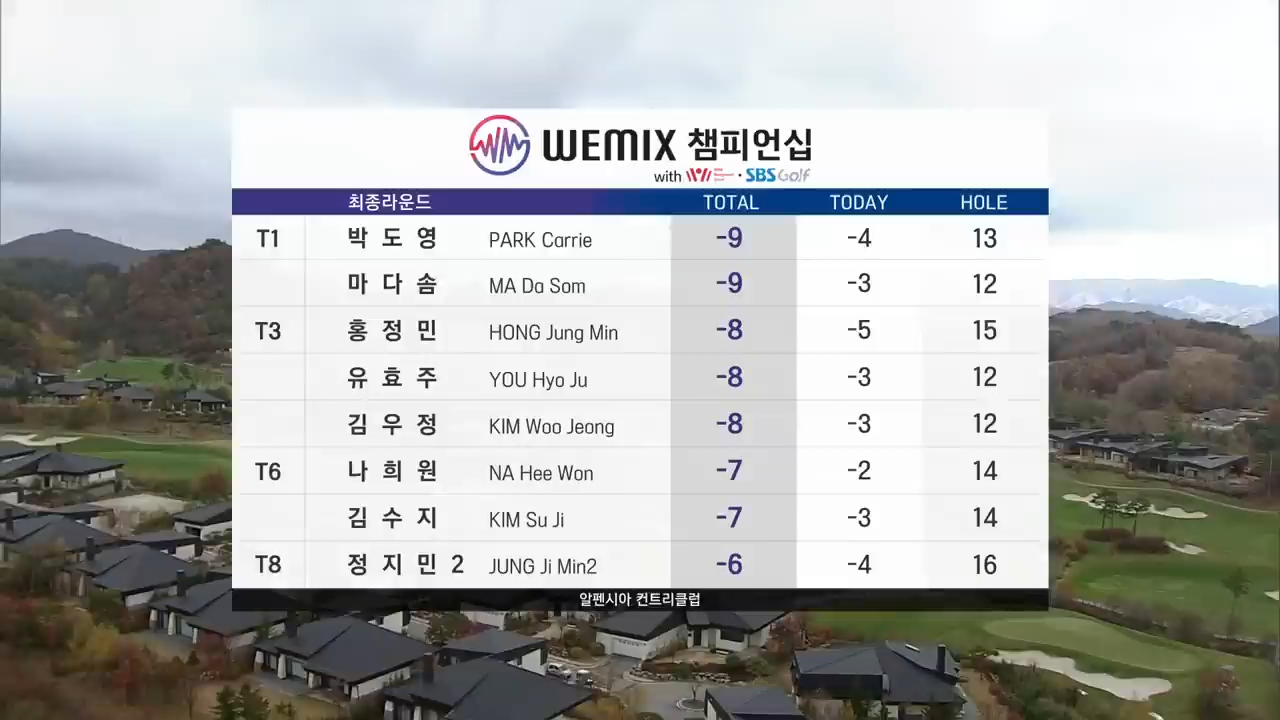 WEMIX 챔피언십
with · SBS Golf
최종라운드 TOTAL TODAY HOLE
T1 박도영 PARK Carrie -9 -4 13
마다솜 MA Da Som -9 -3 12
T3 홍정민 HONG Jung Min -8 -5 15
유효주 YOU Hyo Ju -8 -3 12
김우정 KIM Woo Jeong -8 -3 12
T6 나희원 NA Hee Won -7 -2 14
김수지 KIM Su Ji -7 -3 14
T8 정지민2 JUNG Ji Min2 -6 -4 16
알펜시아 컨트리클럽